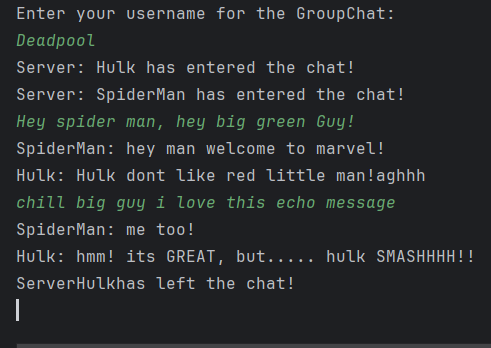 Enter your username for the GroupChat:
Deadpool
Server: Hulk has entered the chat!
Server: SpiderMan has entered the chat!
Hey spider man, hey big green Guy!
SpiderMan: hey man welcome to marvel!
Hulk: Hulk dont like red little man!aghhh
chill big guy i love this echo message
SpiderMan: me too!
Hulk: hmm! its GREAT, but..... hulk SMASHHHH!!
ServerHulkhas left the chat!